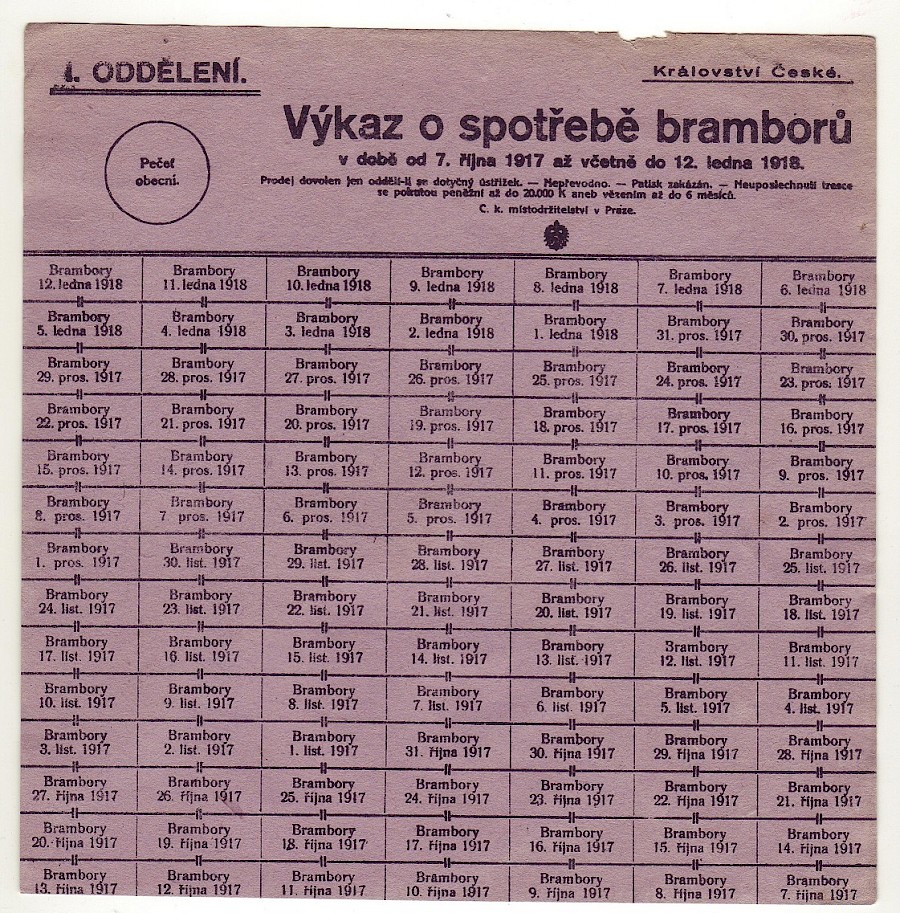 I. ODDĚLENÍ.
Království České.
Výkaz o spotřebě bramborů
v době od 7. října 1917 až včetně do 12. ledna 1918.
Pečeť
obecní.
Prodej dovolen jen oddělí-li se dotyčný ústřižek. — Nepřevodno. — Patisk zakázán. — Neuposlechnutí tresce
se pokutou peněžní až do 20.000 K aneb vězením až do 6 měsíců.
C. k. místodržitelství v Praze.
Brambory Brambory Brambory Brambory Brambory Brambory Brambory
12. ledna 1918 11. ledna 1918 10. ledna 1918 9. ledna 1918 8. ledna 1918 7. ledna 1918 6. ledna 1918
Brambory Brambory Brambory Brambory Brambory Brambory Brambory
5. ledna 1918 4. ledna 1918 3. ledna 1918 2. ledna 1918 1. ledna 1918 31. pros. 1917 30. pros. 1917
Brambory Brambory Brambory Brambory Brambory Brambory Brambory
29. pros. 1917 28. pros. 1917 27. pros. 1917 26. pros. 1917 25. pros. 1917 24. pros. 1917 23. pros. 1917
Brambory Brambory Brambory Brambory Brambory Brambory Brambory
22. pros. 1917 21. pros. 1917 20. pros. 1917 19. pros. 1917 18. pros. 1917 17. pros. 1917 16. pros. 1917
Brambory Brambory Brambory Brambory Brambory Brambory Brambory
15. pros. 1917 14. pros. 1917 13. pros. 1917 12. pros. 1917 11. pros. 1917 10. pros. 1917 9. pros. 1917
Brambory Brambory Brambory Brambory Brambory Brambory Brambory
8. pros. 1917 7. pros. 1917 6. pros. 1917 5. pros. 1917 4. pros. 1917 3. pros. 1917 2. pros. 1917
Brambory Brambory Brambory Brambory Brambory Brambory Brambory
1. pros. 1917 30. list. 1917 29. list. 1917 28. list. 1917 27. list. 1917 26. list. 1917 25. list. 1917
Brambory Brambory Brambory Brambory Brambory Brambory Brambory
24. list. 1917 23. list. 1917 22. list. 1917 21. list. 1917 20. list. 1917 19. list. 1917 18. list. 1917
Brambory Brambory Brambory Brambory Brambory Brambory Brambory
17. list. 1917 16. list. 1917 15. list. 1917 14. list. 1917 13. list. 1917 12. list. 1917 11. list. 1917
Brambory Brambory Brambory Brambory Brambory Brambory Brambory
10. list. 1917 9. list. 1917 8. list. 1917 7. list. 1917 6. list. 1917 5. list. 1917 4. list. 1917
Brambory Brambory Brambory Brambory Brambory Brambory Brambory
3. list. 1917 2. list. 1917 1. list. 1917 31. října 1917 30. října 1917 29. října 1917 28. října 1917
Brambory Brambory Brambory Brambory Brambory Brambory Brambory
27. října 1917 26. října 1917 25. října 1917 24. října 1917 23. října 1917 22. října 1917 21. října 1917
Brambory Brambory Brambory Brambory Brambory Brambory Brambory
20. října 1917 19. října 1917 18. října 1917 17. října 1917 16. října 1917 15. října 1917 14. října 1917
Brambory Brambory Brambory Brambory Brambory Brambory Brambory
13. října 1917 12. října 1917 11. října 1917 10. října 1917 9. října 1917 8. října 1917 7. října 1917